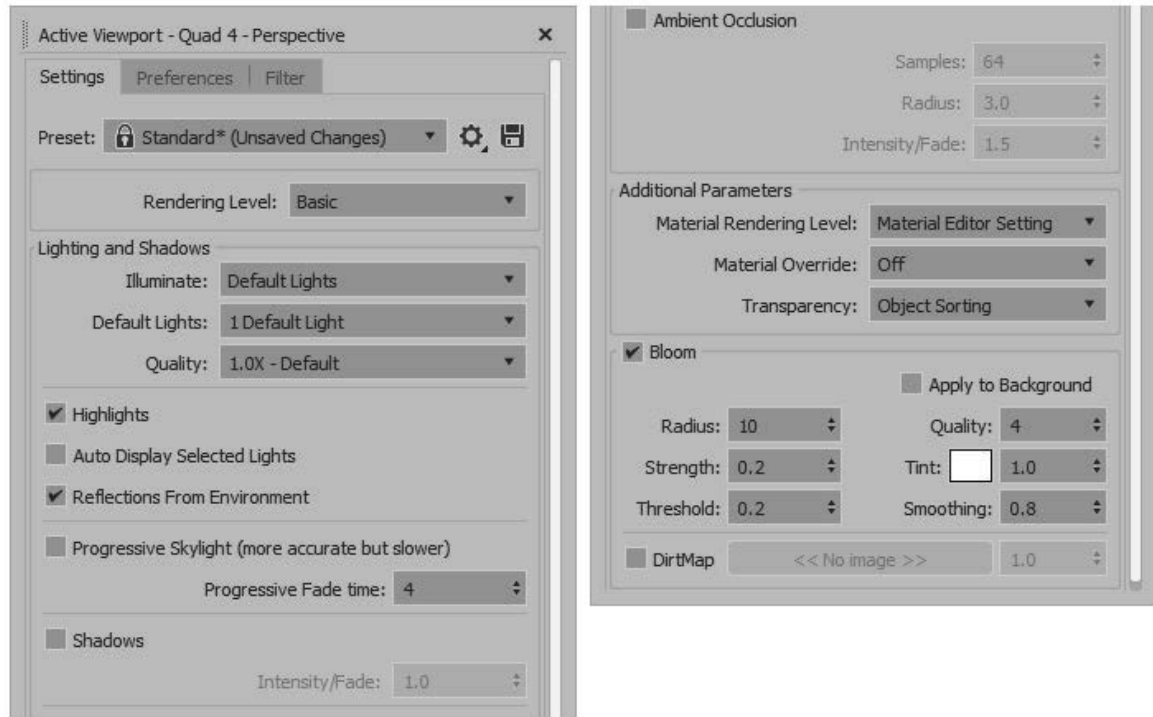 Active Viewport - Quad 4 - Perspective
Settings Preferences Filter
Preset: Standard* (Unsaved Changes)
Rendering Level: Basic
Lighting and Shadows
Illuminate: Default Lights
Default Lights: 1 Default Light
Quality: 1.0X - Default
Highlights
Auto Display Selected Lights
Reflections From Environment
Progressive Skylight (more accurate but slower)
Progressive Fade time: 4
Shadows
Intensity/Fade: 1.0
Ambient Occlusion
Samples: 64
Radius: 3.0
Intensity/Fade: 1.5
Additional Parameters
Material Rendering Level: Material Editor Setting
Material Override: Off
Transparency: Object Sorting
Bloom
Apply to Background
Radius: 10 Quality: 4
Strength: 0.2 Tint: 1.0
Threshold: 0.2 Smoothing: 0.8
DirtMap << No image >> 1.0